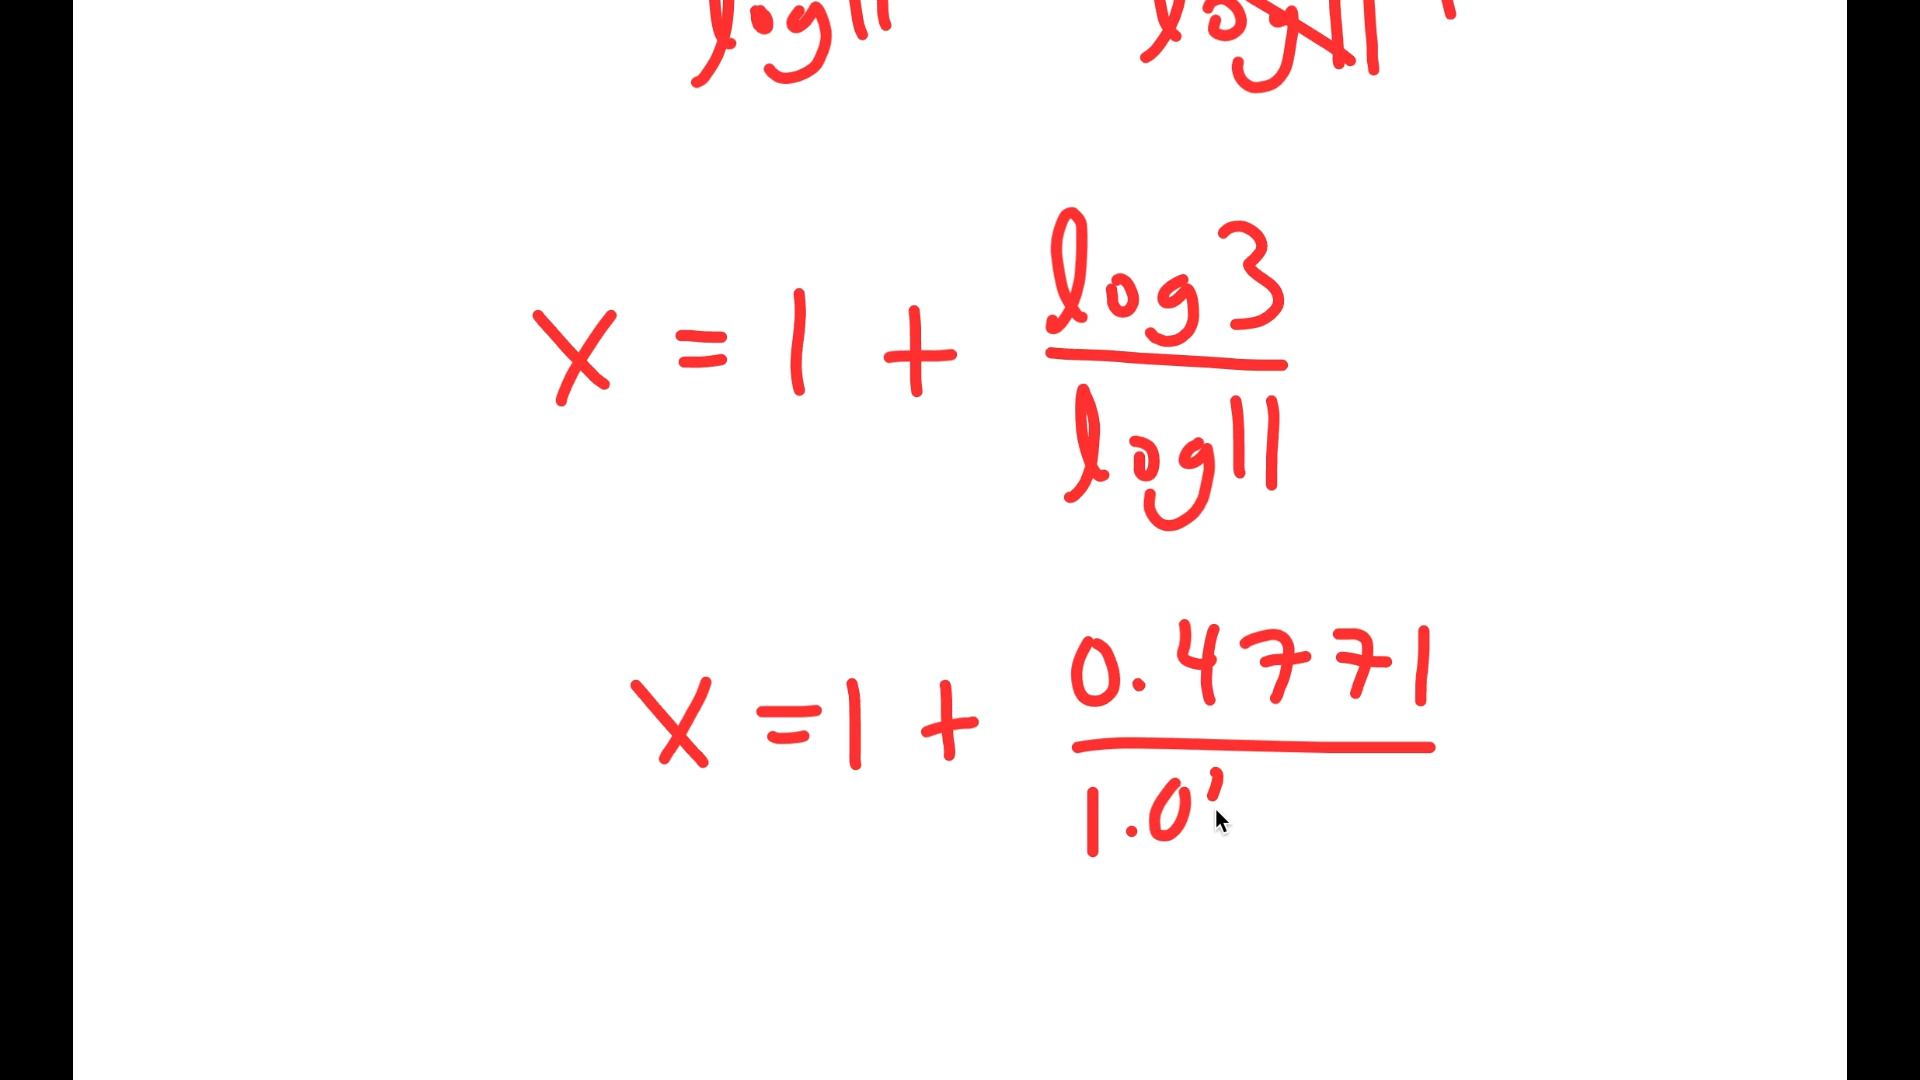 log11 log11
x = 1 + log3/log11
x = 1 + 0.4771/1.0